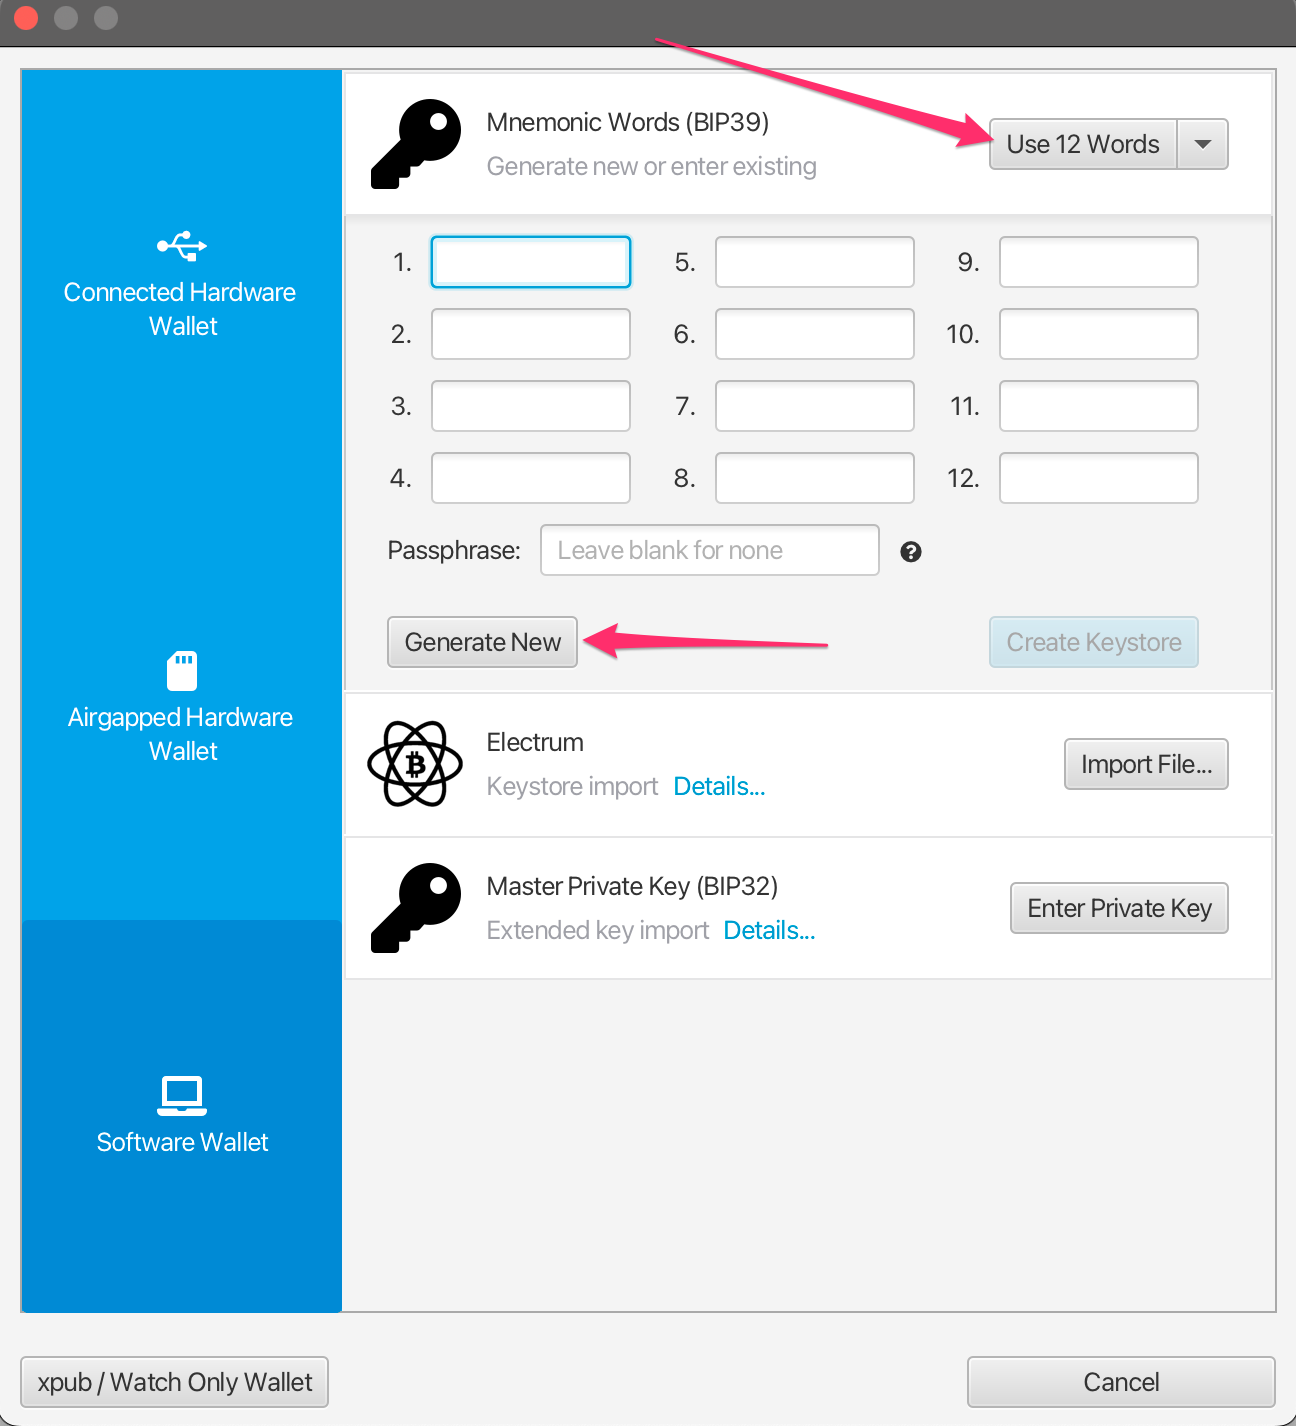 Connected Hardware
Wallet
Airgapped Hardware
Wallet
Software Wallet
Mnemonic Words (BIP39)
Generate new or enter existing
Use 12 Words
1.
5.
9.
2.
6.
10.
3.
7.
11.
4.
8.
12.
Passphrase:
Leave blank for none
?
Generate New
Create Keystore
Electrum
Keystore import Details...
Import File...
Master Private Key (BIP32)
Extended key import Details...
Enter Private Key
xpub / Watch Only Wallet
Cancel